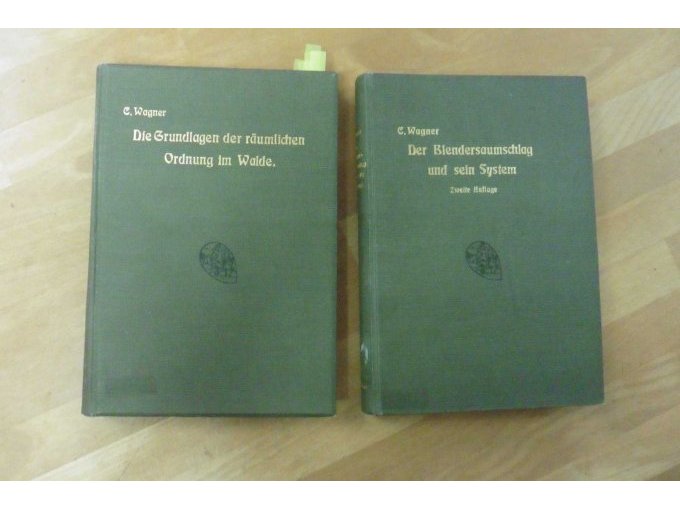 C. Wagner
Die Grundlagen der räumlichen
Ordnung im Walde.
C. Wagner
Der Blendersaumschlag
und sein System
Zweite Auflage